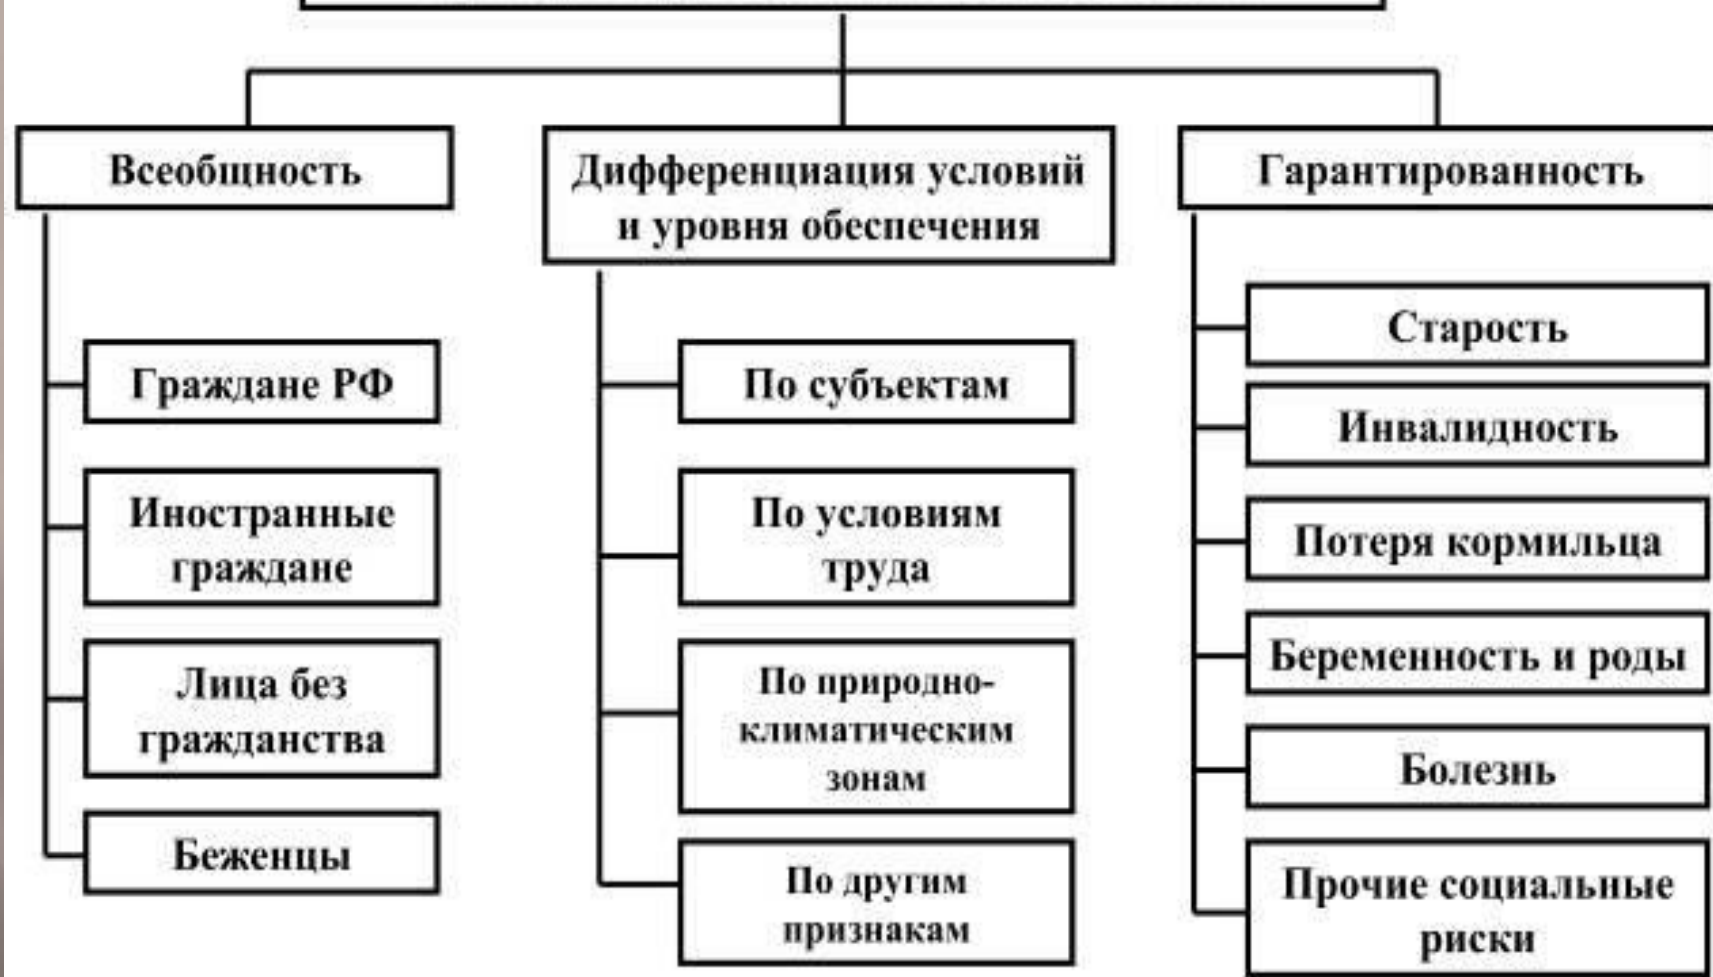 Всеобщность
Граждане РФ
Иностранные
граждане
Лица без
гражданства
Беженцы
Дифференциация условий
и уровня обеспечения
По субъектам
По условиям
труда
По природно-
климатическим
зонам
По другим
признакам
Гарантированность
Старость
Инвалидность
Потеря кормильца
Беременность и роды
Болезнь
Прочие социальные
риски